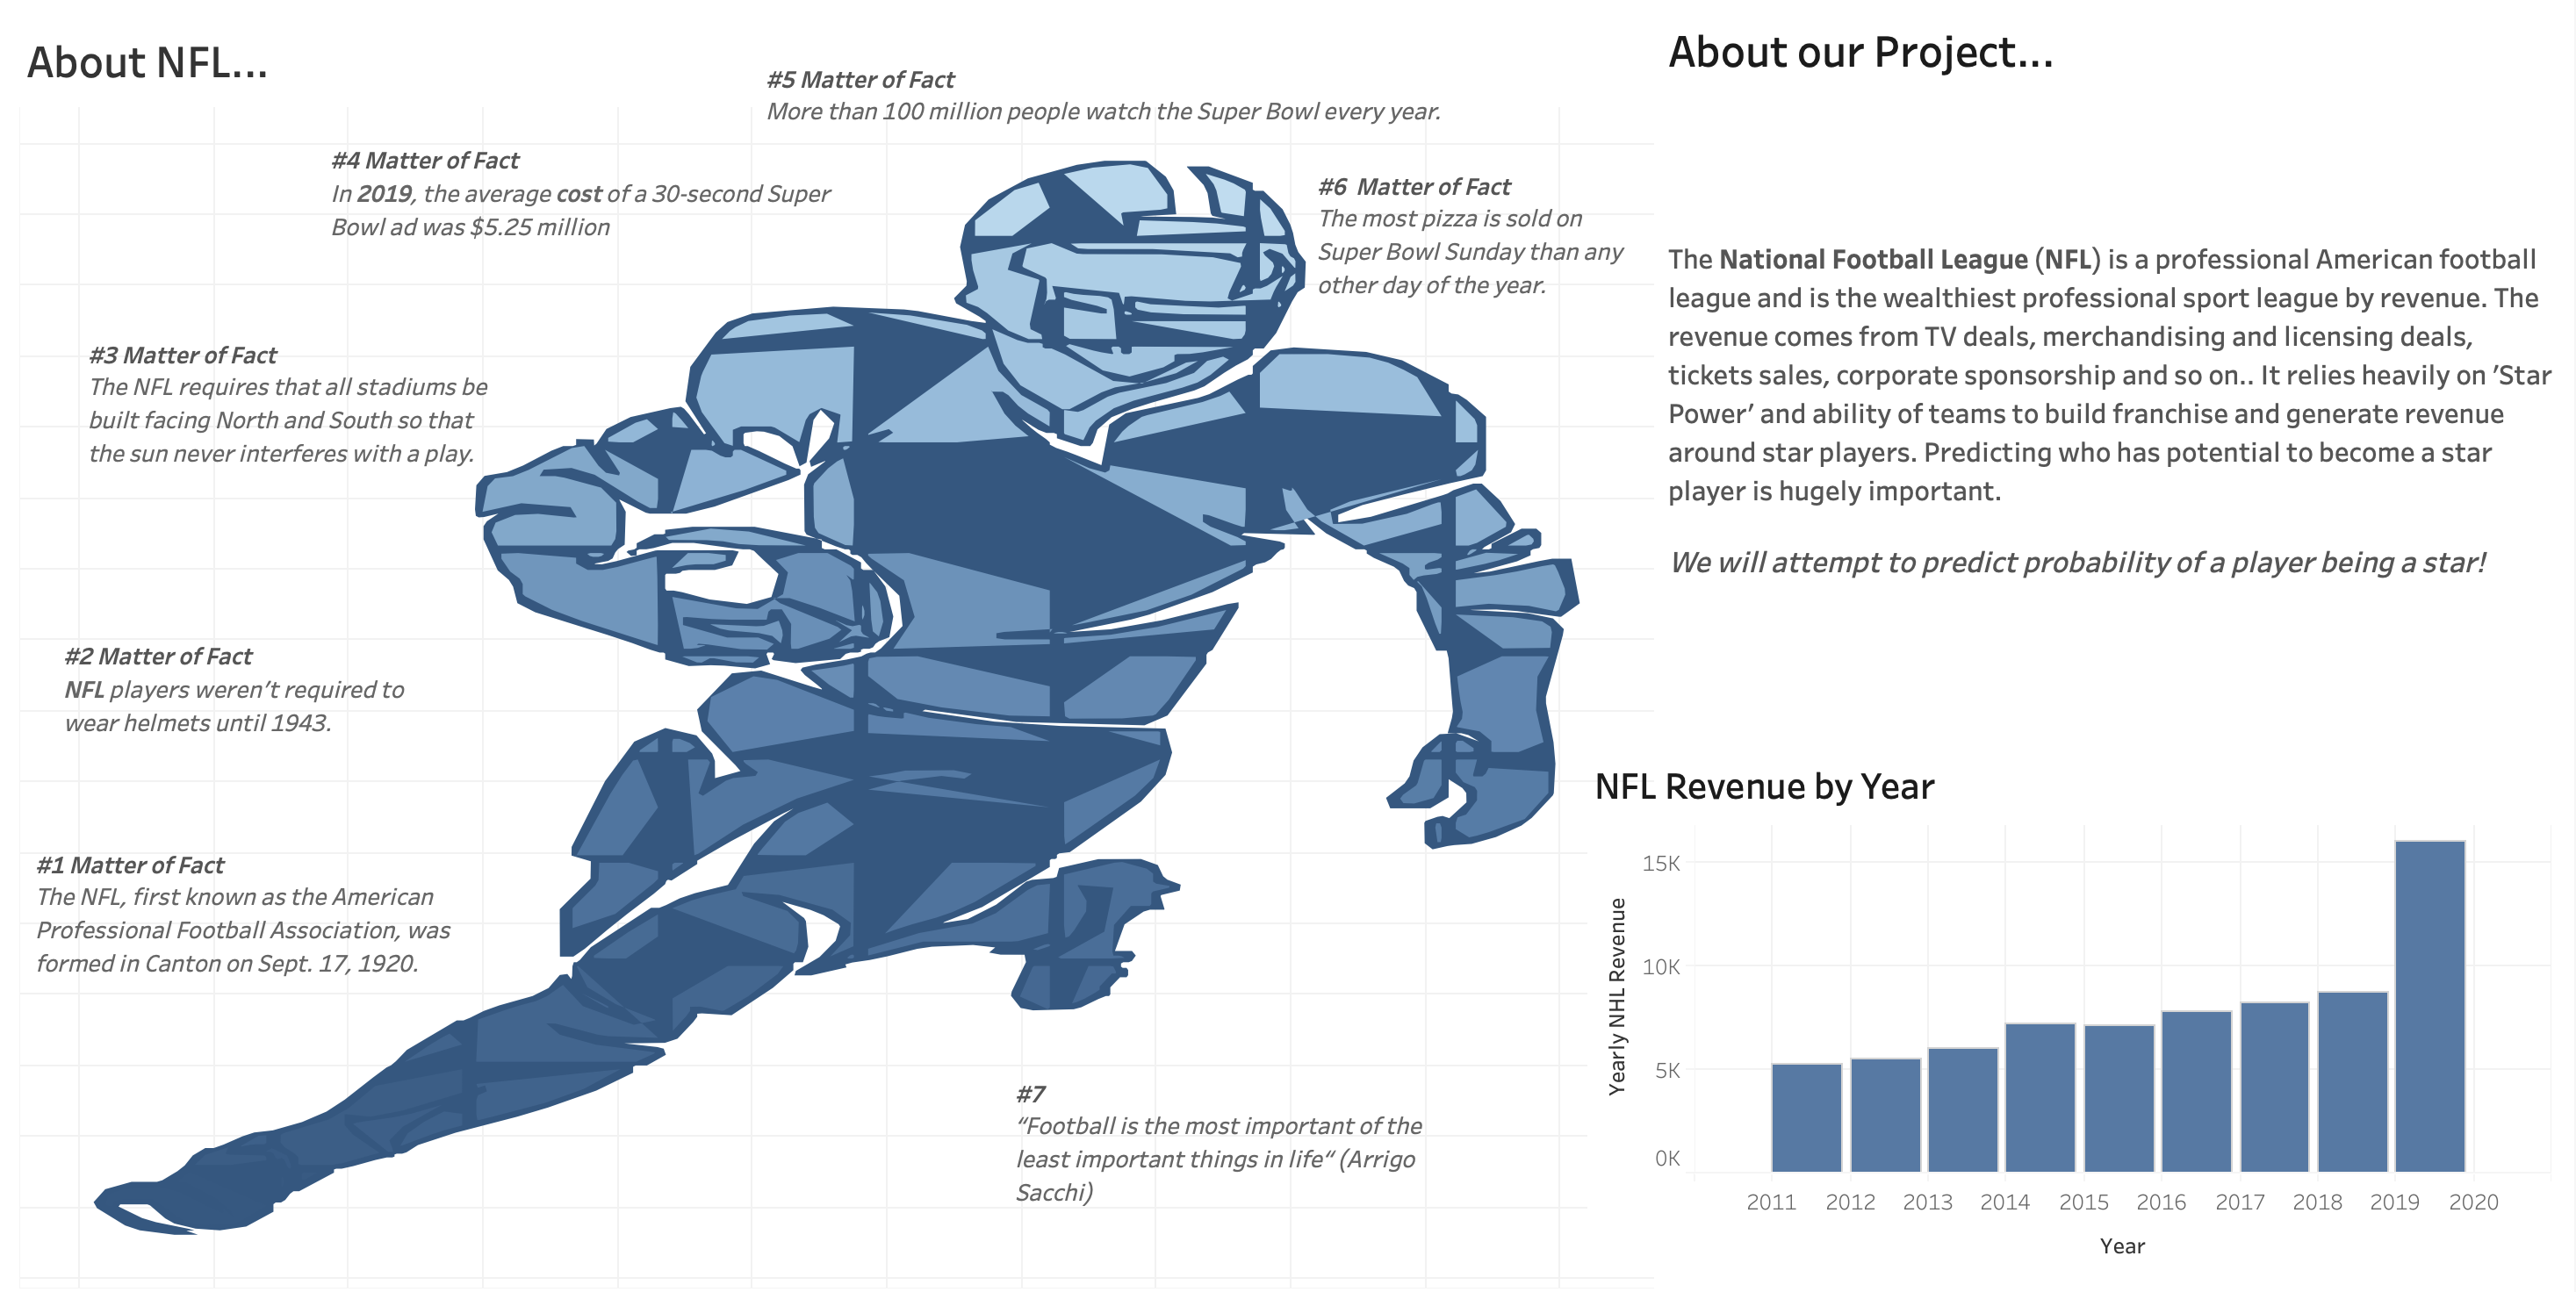 About NFL...
#5 Matter of Fact
More than 100 million people watch the Super Bowl every year.
#4 Matter of Fact
In 2019, the average cost of a 30-second Super
Bowl ad was $5.25 million
#6  Matter of Fact
The most pizza is sold on
Super Bowl Sunday than any
other day of the year.
#3 Matter of Fact
The NFL requires that all stadiums be
built facing North and South so that
the sun never interferes with a play.
#2 Matter of Fact
NFL players weren’t required to
wear helmets until 1943.
#1 Matter of Fact
The NFL, first known as the American
Professional Football Association, was
formed in Canton on Sept. 17, 1920.
#7
“Football is the most important of the
least important things in life“ (Arrigo
Sacchi)
About our Project...
The National Football League (NFL) is a professional American football
league and is the wealthiest professional sport league by revenue. The
revenue comes from TV deals, merchandising and licensing deals,
tickets sales, corporate sponsorship and so on.. It relies heavily on ’Star
Power’ and ability of teams to build franchise and generate revenue
around star players. Predicting who has potential to become a star
player is hugely important.
We will attempt to predict probability of a player being a star!
NFL Revenue by Year
Yearly NHL Revenue
15K
10K
5K
0K
2011 2012 2013 2014 2015 2016 2017 2018 2019 2020
Year